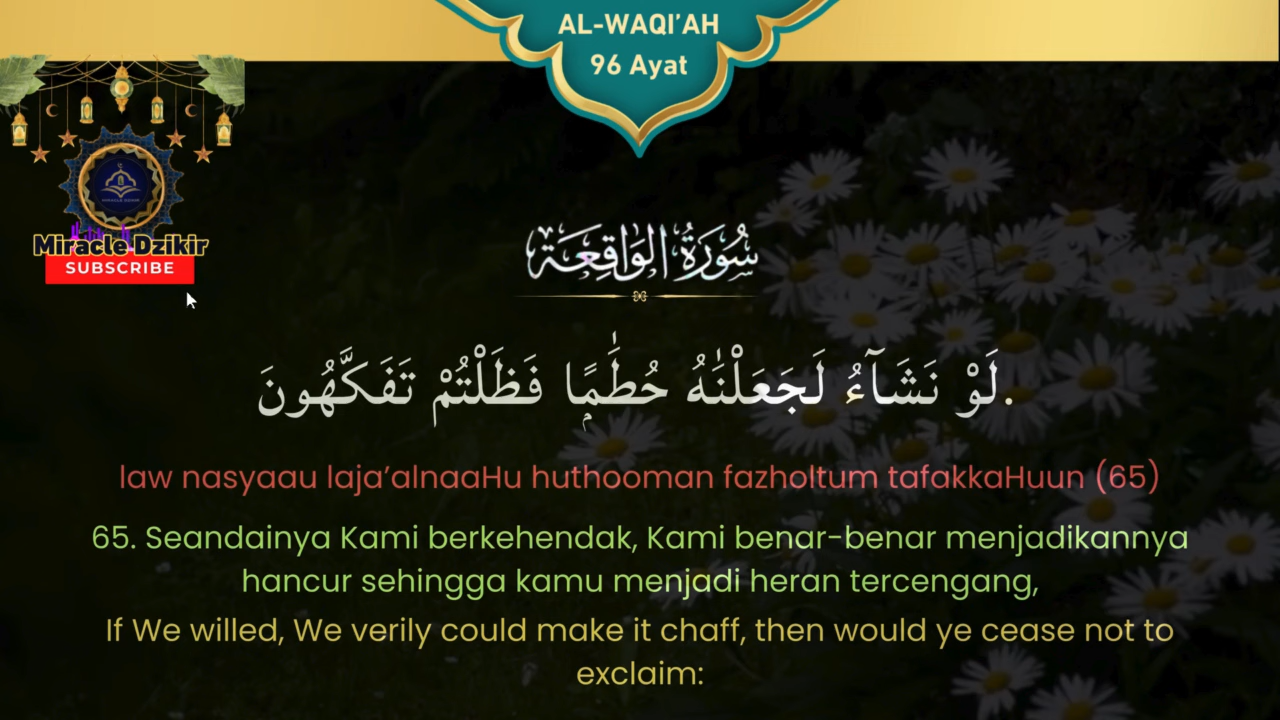 AL-WAQI’AH
96 Ayat
Miracle Dzikir
SUBSCRIBE
سُورَةُ الوَاقِعَة
لَوْ نَشَآءُ لَجَعَلْنَٰهُ حُطَٰمًۭا فَظَلْتُمْ تَفَكَّهُونَ.
law nasyaau laja’alnaaHu huthooman fazholtum tafakkaHuun (65)
65. Seandainya Kami berkehendak, Kami benar-benar menjadikannya
hancur sehingga kamu menjadi heran tercengang,
If We willed, We verily could make it chaff, then would ye cease not to
exclaim: